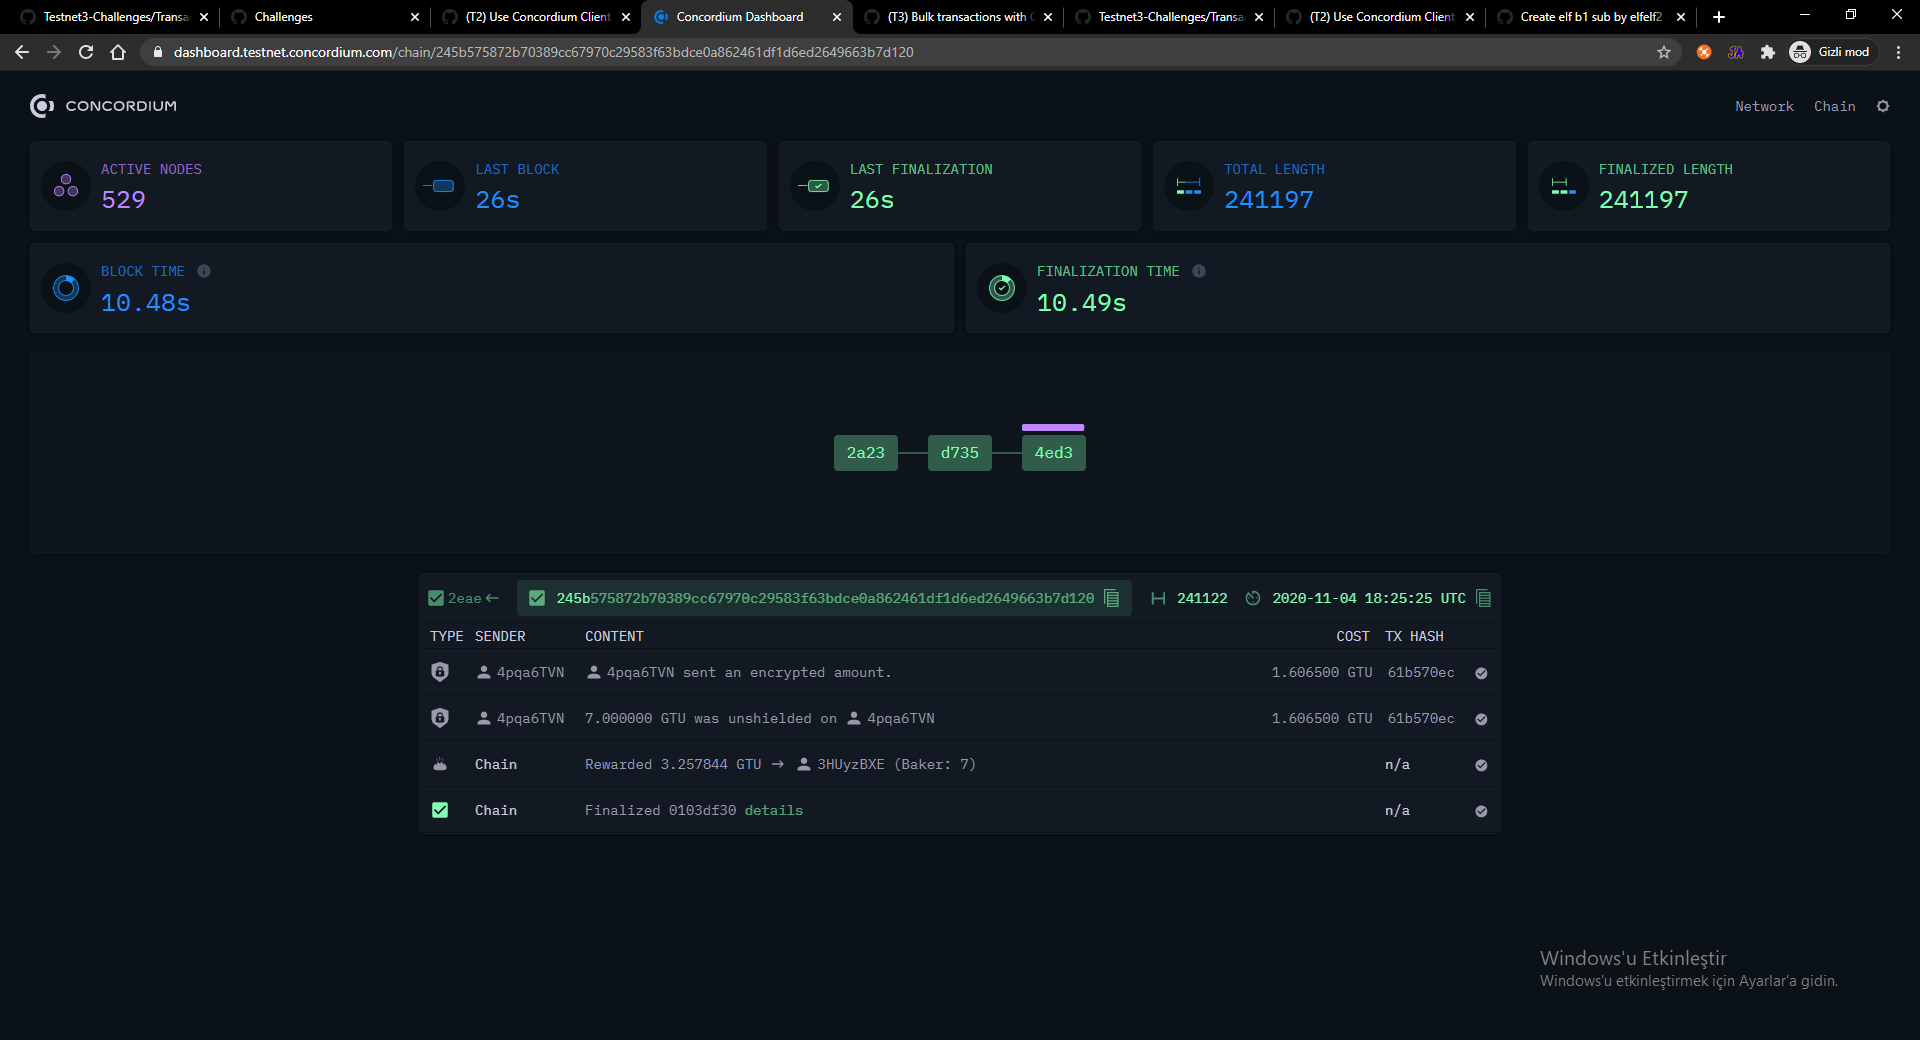 Testnet3-Challenges/Transa
Challenges
(T2) Use Concordium Client
Concordium Dashboard
(T3) Bulk transactions with
Testnet3-Challenges/Transa
(T2) Use Concordium Client
Create elf b1 sub by elfelf2
dashboard.testnet.concordium.com/chain/245b575872b70389cc67970c29583f63bdce0a862461df1d6ed2649663b7d120
Gizli mod
CONCORDIUM
Network Chain
ACTIVE NODES
529
LAST BLOCK
26s
LAST FINALIZATION
26s
TOTAL LENGTH
241197
FINALIZED LENGTH
241197
BLOCK TIME
10.48s
FINALIZATION TIME
10.49s
2a23 d735 4ed3
2eae ← 245b575872b70389cc67970c29583f63bdce0a862461df1d6ed2649663b7d120 241122 2020-11-04 18:25:25 UTC
TYPE SENDER CONTENT COST TX HASH
4pqa6TVN 4pqa6TVN sent an encrypted amount. 1.606500 GTU 61b570ec
4pqa6TVN 7.000000 GTU was unshielded on 4pqa6TVN 1.606500 GTU 61b570ec
Chain Rewarded 3.257844 GTU → 3HUyzBXE (Baker: 7) n/a
Chain Finalized 0103df30 details n/a
Windows'u Etkinleştir
Windows'u etkinleştirmek için Ayarlar'a gidin.